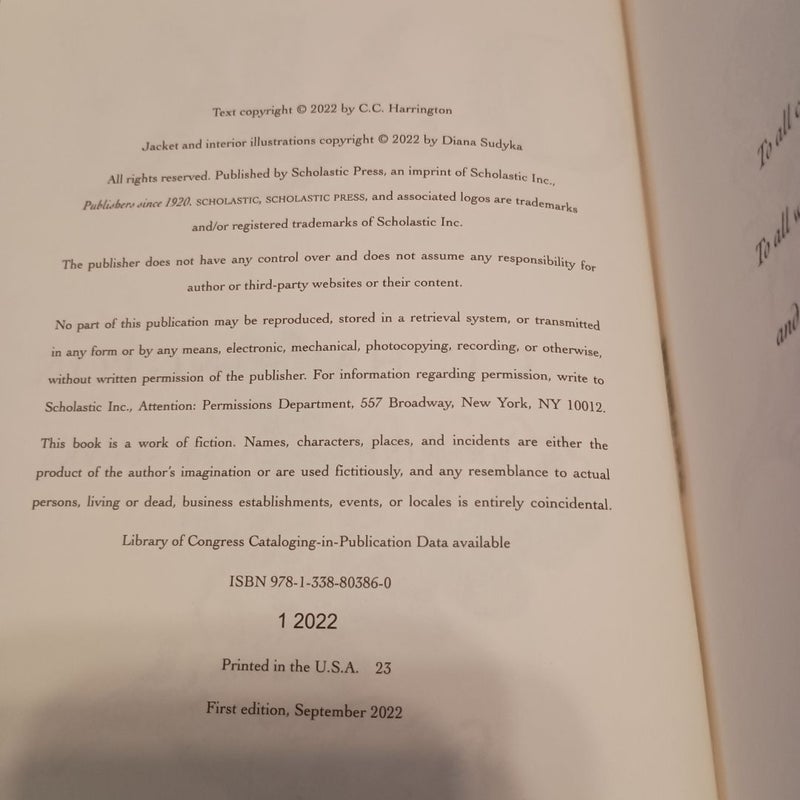 Text copyright © 2022 by C.C. Harrington
Jacket and interior illustrations copyright © 2022 by Diana Sudyka
All rights reserved. Published by Scholastic Press, an imprint of Scholastic Inc.,
Publishers since 1920. SCHOLASTIC, SCHOLASTIC PRESS, and associated logos are trademarks
and/or registered trademarks of Scholastic Inc.
The publisher does not have any control over and does not assume any responsibility for
author or third-party websites or their content.
No part of this publication may be reproduced, stored in a retrieval system, or transmitted
in any form or by any means, electronic, mechanical, photocopying, recording, or otherwise,
without written permission of the publisher. For information regarding permission, write to
Scholastic Inc., Attention: Permissions Department, 557 Broadway, New York, NY 10012.
This book is a work of fiction. Names, characters, places, and incidents are either the
product of the author's imagination or are used fictitiously, and any resemblance to actual
persons, living or dead, business establishments, events, or locales is entirely coincidental.
Library of Congress Cataloging-in-Publication Data available
ISBN 978-1-338-80386-0
1 2022
Printed in the U.S.A. 23
First edition, September 2022
To all
To all
and